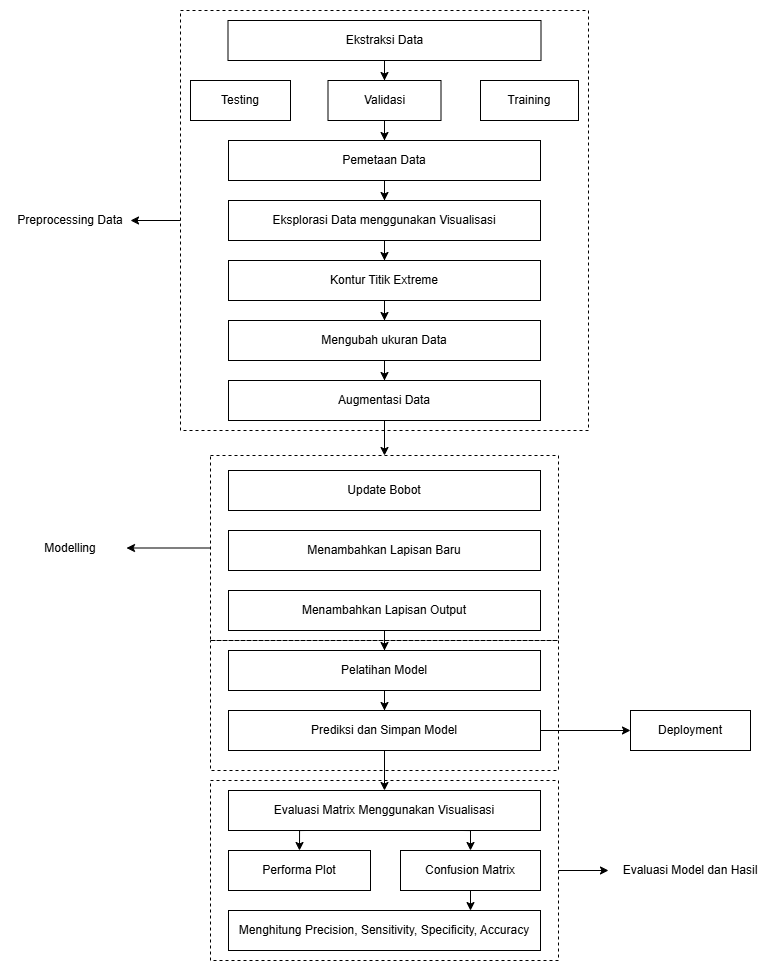 Ekstraksi Data
Testing
Validasi
Training
Pemetaan Data
Preprocessing Data
Eksplorasi Data menggunakan Visualisasi
Kontur Titik Extreme
Mengubah ukuran Data
Augmentasi Data
Update Bobot
Modelling
Menambahkan Lapisan Baru
Menambahkan Lapisan Output
Pelatihan Model
Prediksi dan Simpan Model
Deployment
Evaluasi Matrix Menggunakan Visualisasi
Performa Plot
Confusion Matrix
Evaluasi Model dan Hasil
Menghitung Precision, Sensitivity, Specificity, Accuracy